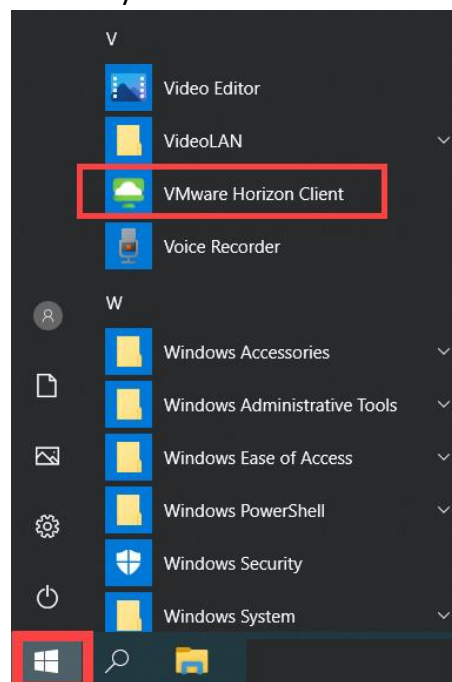 V
Video Editor
VideoLAN
VMware Horizon Client
Voice Recorder
W
Windows Accessories
Windows Administrative Tools
Windows Ease of Access
Windows PowerShell
Windows Security
Windows System